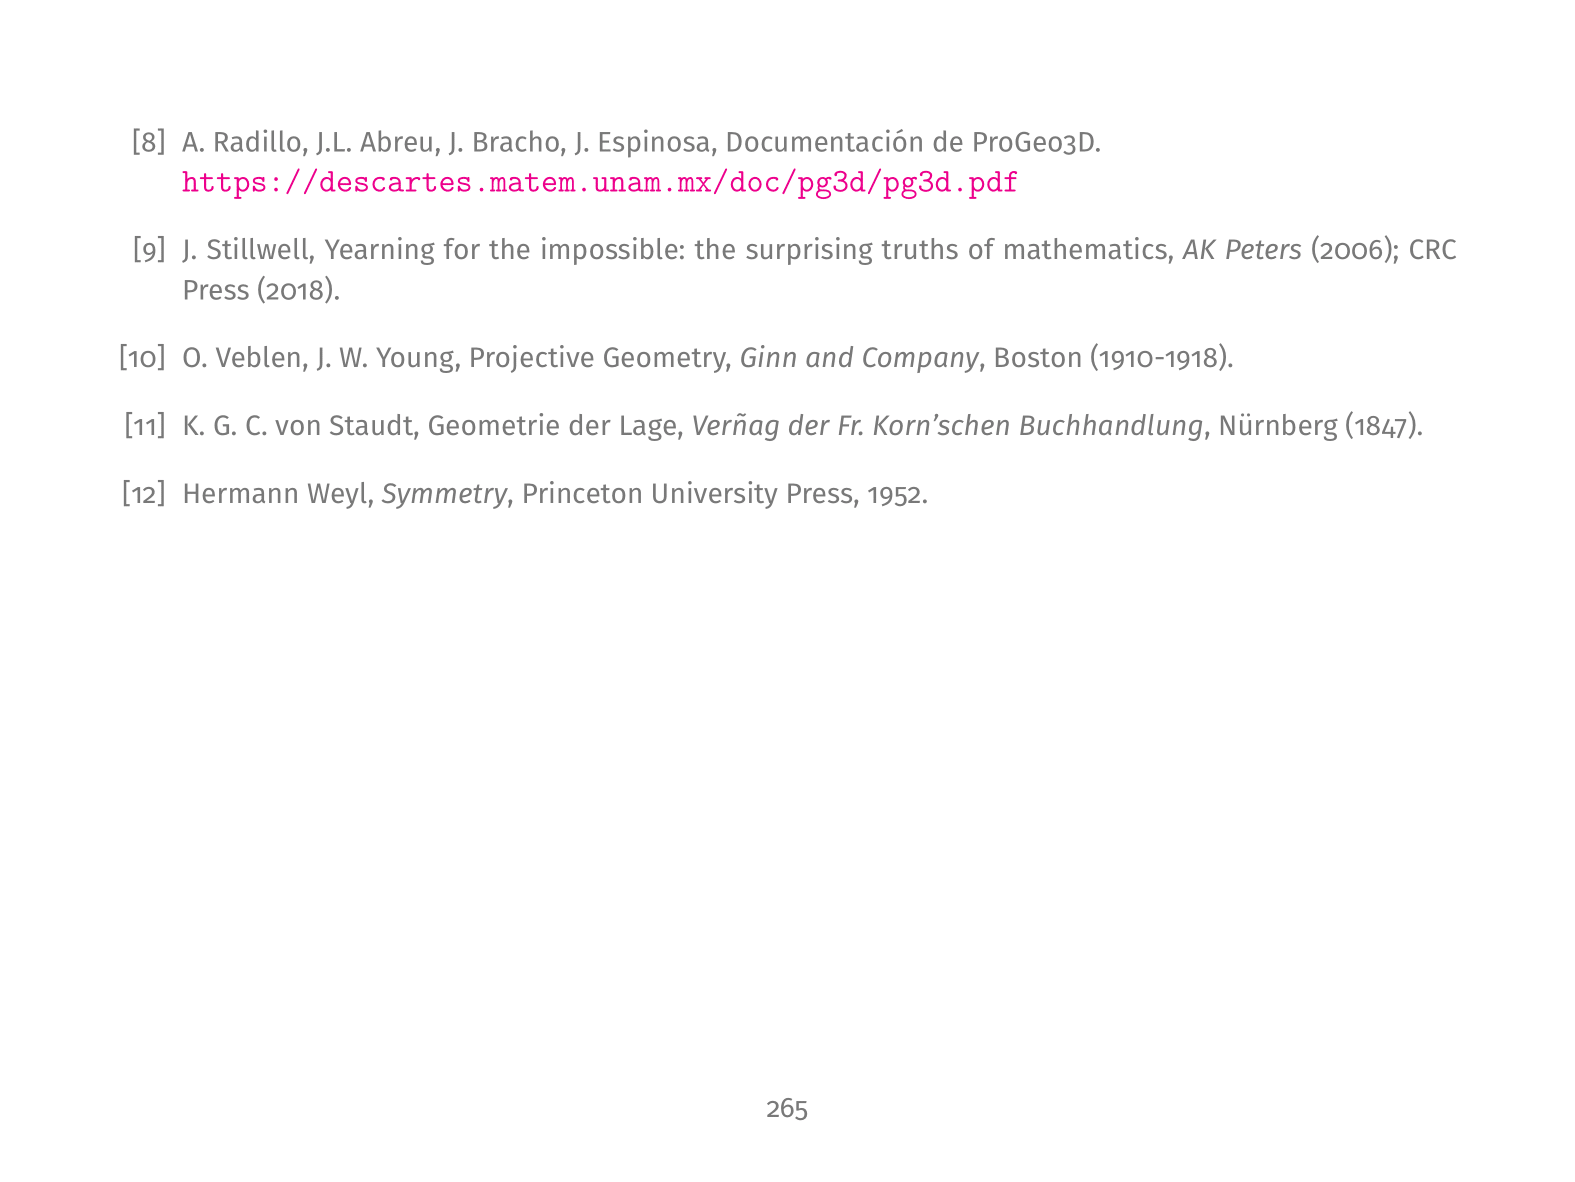 [8] A. Radillo, J.L. Abreu, J. Bracho, J. Espinosa, Documentación de ProGeo3D.
https://descartes.matem.unam.mx/doc/pg3d/pg3d.pdf
[9] J. Stillwell, Yearning for the impossible: the surprising truths of mathematics, AK Peters (2006); CRC
Press (2018).
[10] O. Veblen, J. W. Young, Projective Geometry, Ginn and Company, Boston (1910-1918).
[11] K. G. C. von Staudt, Geometrie der Lage, Verñag der Fr. Korn’schen Buchhandlung, Nürnberg (1847).
[12] Hermann Weyl, Symmetry, Princeton University Press, 1952.
265